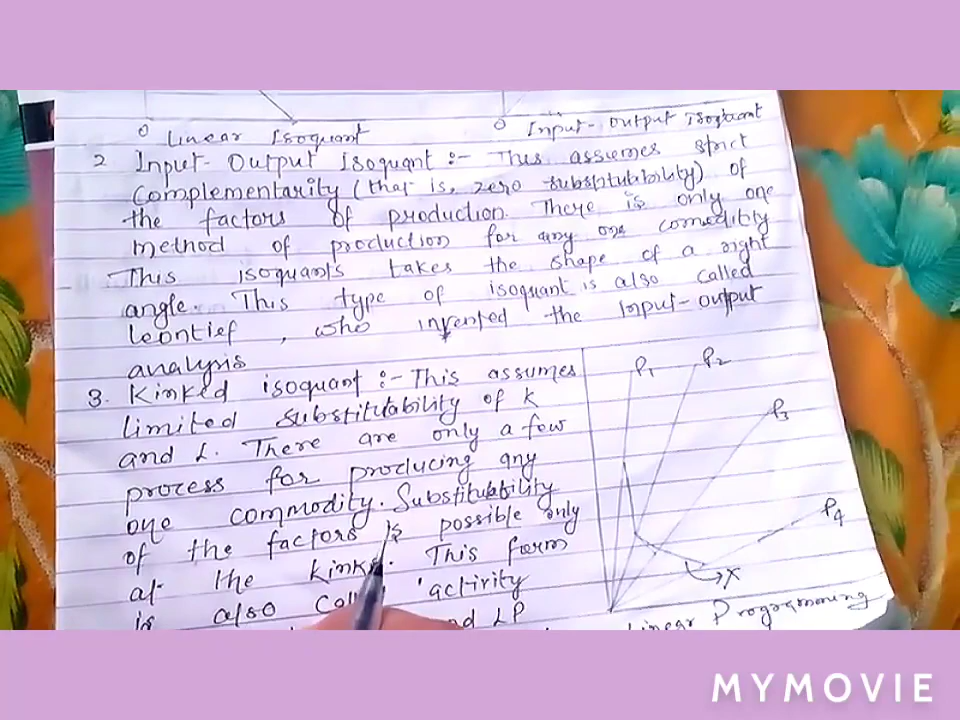 0 Linear Isoquant
0 Input-Output isoquant
2 Input-Output Isoquant :- This assumes strict
Complementarity (that is, zero substitutability) of
the factors of production. There is only one
method of production for any one comoditity
This isoquants takes the shape of a right
angle. This type of isoquant is also called
leontief, who invented the Input-output
analysis
3. Kinked isoquant :- This assumes
limited substitutability of K
and L. There are only a few
process for producing any
one commodity. Substitutability
of the factors is possible only
at the kinks. This form
is also 'activity
and LP
P1
P2
P3
P4
X
Linear Programming
MYMOVIE